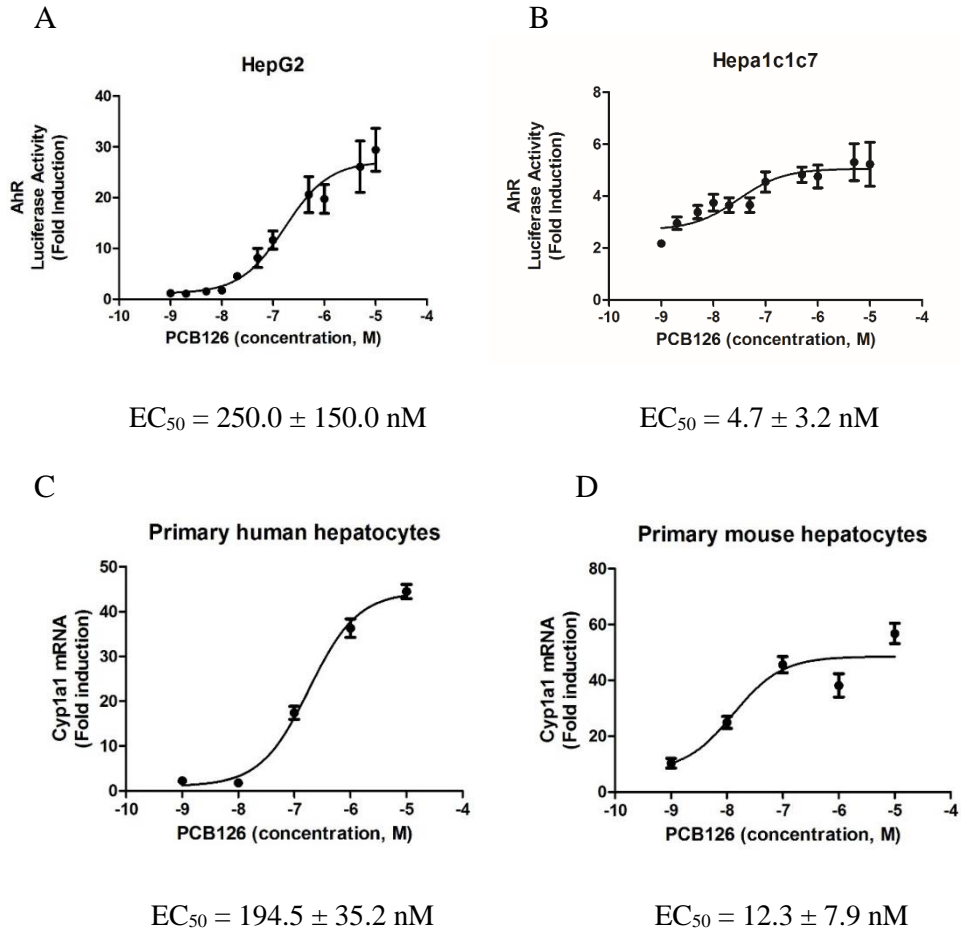 A
HepG2
AhR
Luciferase Activity
(Fold Induction)
40
30
20
10
0
-10 -9 -8 -7 -6 -5 -4
PCB126 (concentration, M)
EC50 = 250.0 ± 150.0 nM
B
Hepa1c1c7
AhR
Luciferase Activity
(Fold Induction)
8
6
4
2
0
-10 -9 -8 -7 -6 -5 -4
PCB126 (concentration, M)
EC50 = 4.7 ± 3.2 nM
C
Primary human hepatocytes
Cyp1a1 mRNA
(Fold induction)
50
40
30
20
10
0
-10 -9 -8 -7 -6 -5 -4
PCB126 (concentration, M)
EC50 = 194.5 ± 35.2 nM
D
Primary mouse hepatocytes
Cyp1a1 mRNA
(Fold induction)
80
60
40
20
0
-10 -9 -8 -7 -6 -5 -4
PCB126 (concentration, M)
EC50 = 12.3 ± 7.9 nM